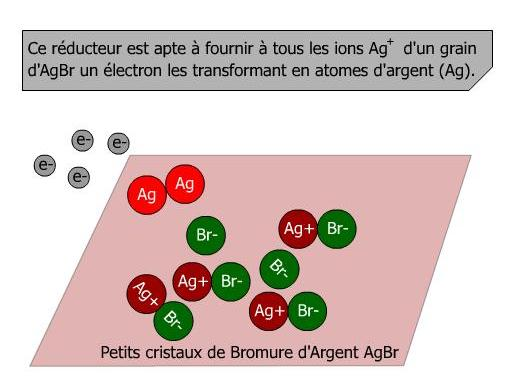 Ce réducteur est apte à fournir à tous les ions Ag⁺ d'un grain
d'AgBr un électron les transformant en atomes d'argent (Ag).
e-
e-
e-
e-
Ag
Ag
Br-
Ag+
Br-
Br-
Ag+
Br-
Ag+
Br-
Ag+
Br-
Petits cristaux de Bromure d'Argent AgBr